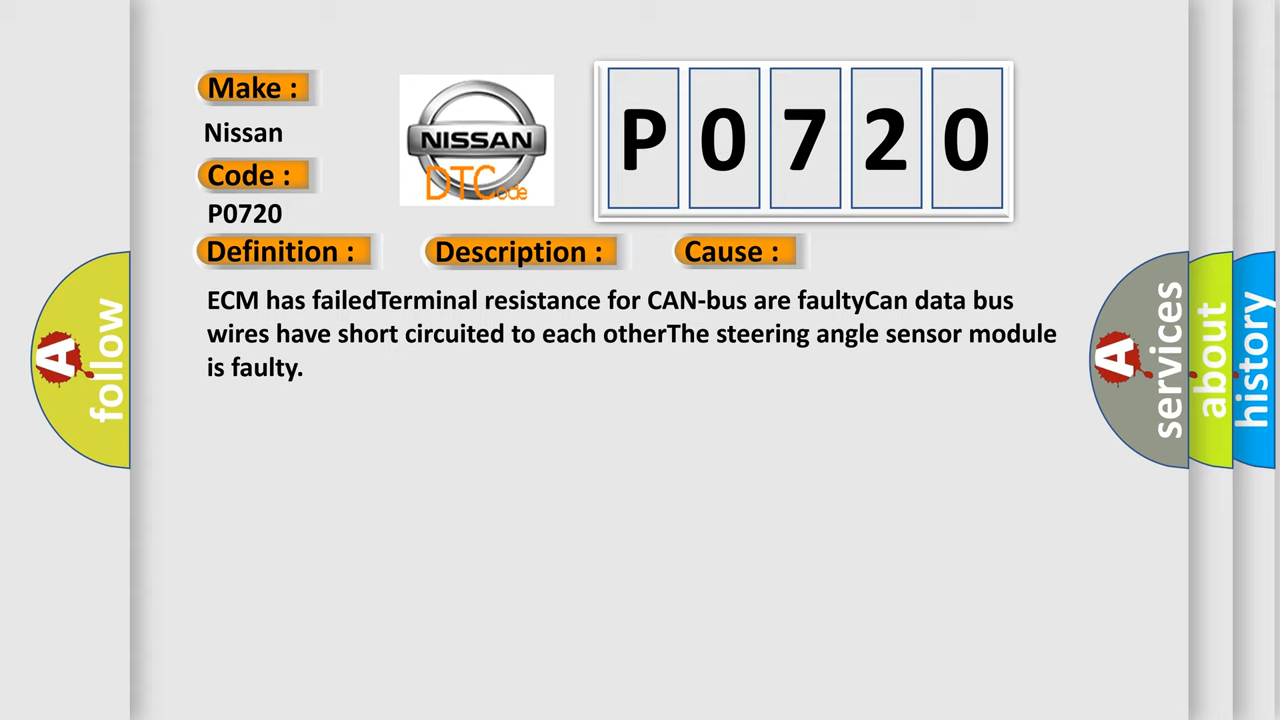 Make :
Nissan
Code :
P0720
NISSAN
DTCode
P0720
Definition :
Description :
Cause :
ECM has failedTerminal resistance for CAN-bus are faultyCan data bus
wires have short circuited to each otherThe steering angle sensor module
is faulty.
A follow
A services
about
history